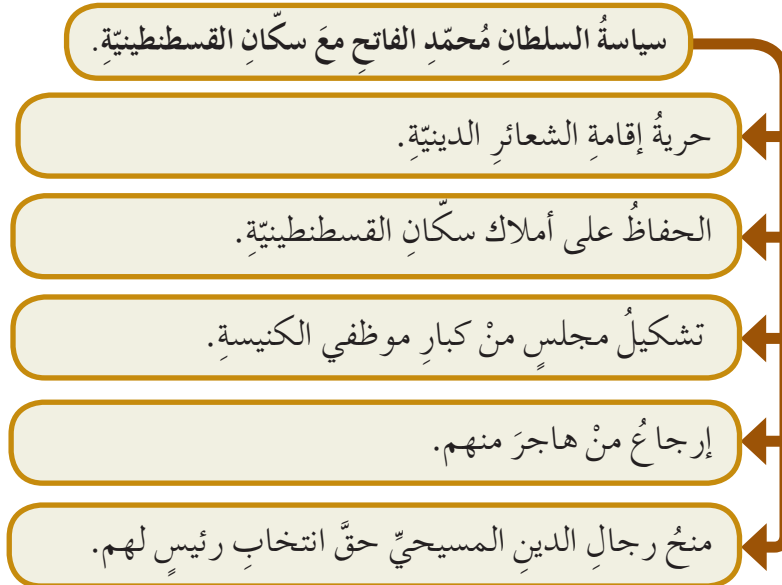 سياسةُ السلطانِ مُحمّدِ الفاتحِ معَ سكّانِ القسطنطينيّةِ.
حريةُ إقامةِ الشعائرِ الدينيّةِ.
الحفاظُ على أملاك سكّانِ القسطنطينيّةِ.
تشكيلُ مجلسٍ منْ كبارِ موظفي الكنيسةِ.
إرجاعُ منْ هاجرَ منهم.
منحُ رجالِ الدينِ المسيحيِّ حقَّ انتخابِ رئيسٍ لهم.